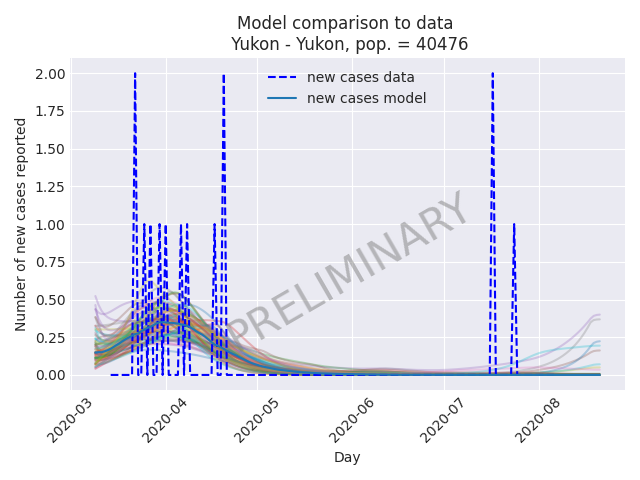 Model comparison to data
Yukon - Yukon, pop. = 40476
2.00
1.75
1.50
1.25
1.00
0.75
0.50
0.25
0.00
Number of new cases reported
new cases data
new cases model
PRELIMINARY
2020-03
2020-04
2020-05
2020-06
2020-07
2020-08
Day